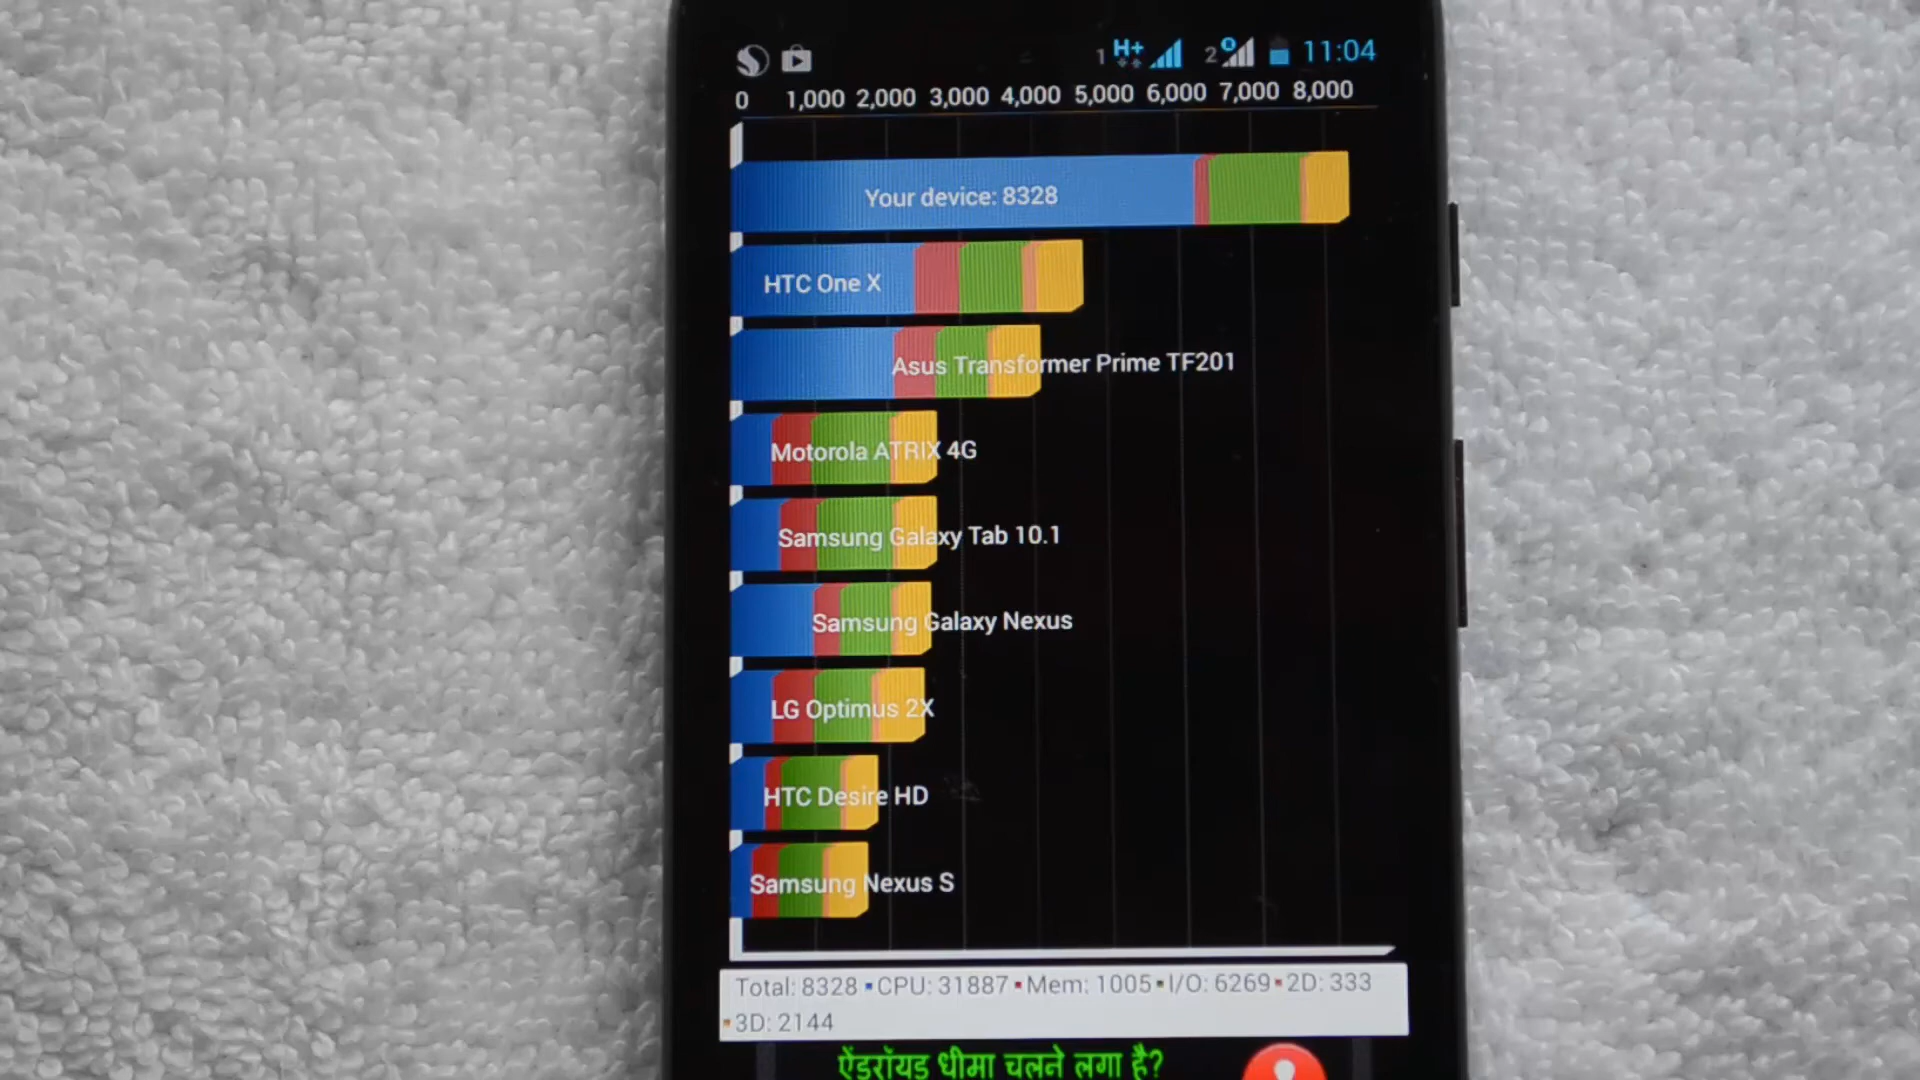 1 H+ 2 R 11:04
0 1,000 2,000 3,000 4,000 5,000 6,000 7,000 8,000
Your device: 8328
HTC One X
Asus Transformer Prime TF201
Motorola ATRIX 4G
Samsung Galaxy Tab 10.1
Samsung Galaxy Nexus
LG Optimus 2X
HTC Desire HD
Samsung Nexus S
Total: 8328 ▪CPU: 31887▪Mem: 1005▪I/O: 6269▪2D: 333
▪3D: 2144
ऐंडरॉयड धीमा चलने लगा है?